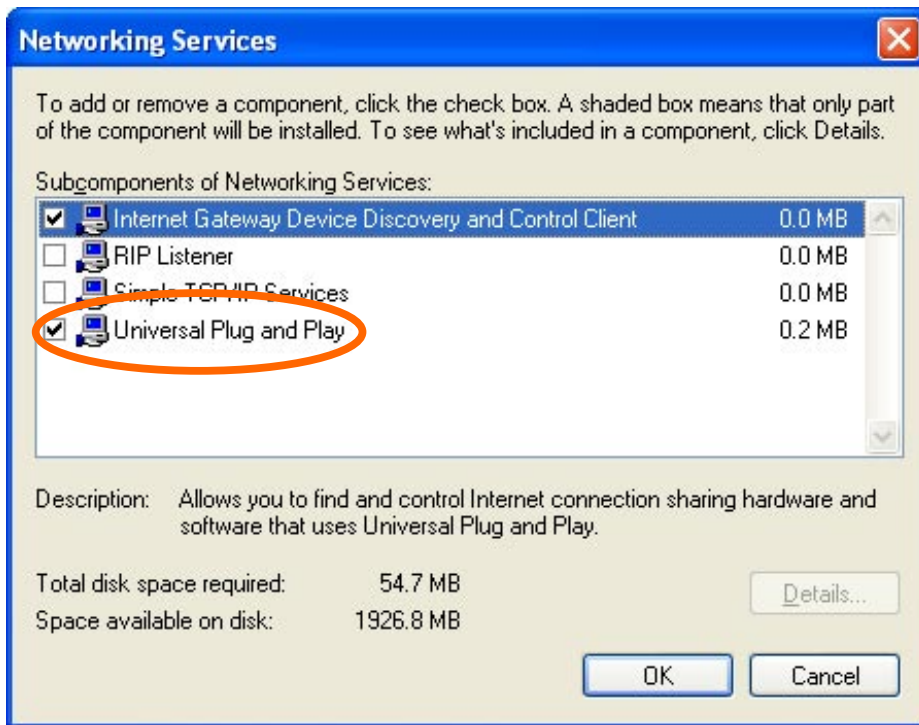 Networking Services
To add or remove a component, click the check box. A shaded box means that only part
of the component will be installed. To see what's included in a component, click Details.
Subcomponents of Networking Services:
Internet Gateway Device Discovery and Control Client 0.0 MB
RIP Listener 0.0 MB
Simple TCP/IP Services 0.0 MB
Universal Plug and Play 0.2 MB
Description: Allows you to find and control Internet connection sharing hardware and
software that uses Universal Plug and Play.
Total disk space required: 54.7 MB
Details...
Space available on disk: 1926.8 MB
OK Cancel